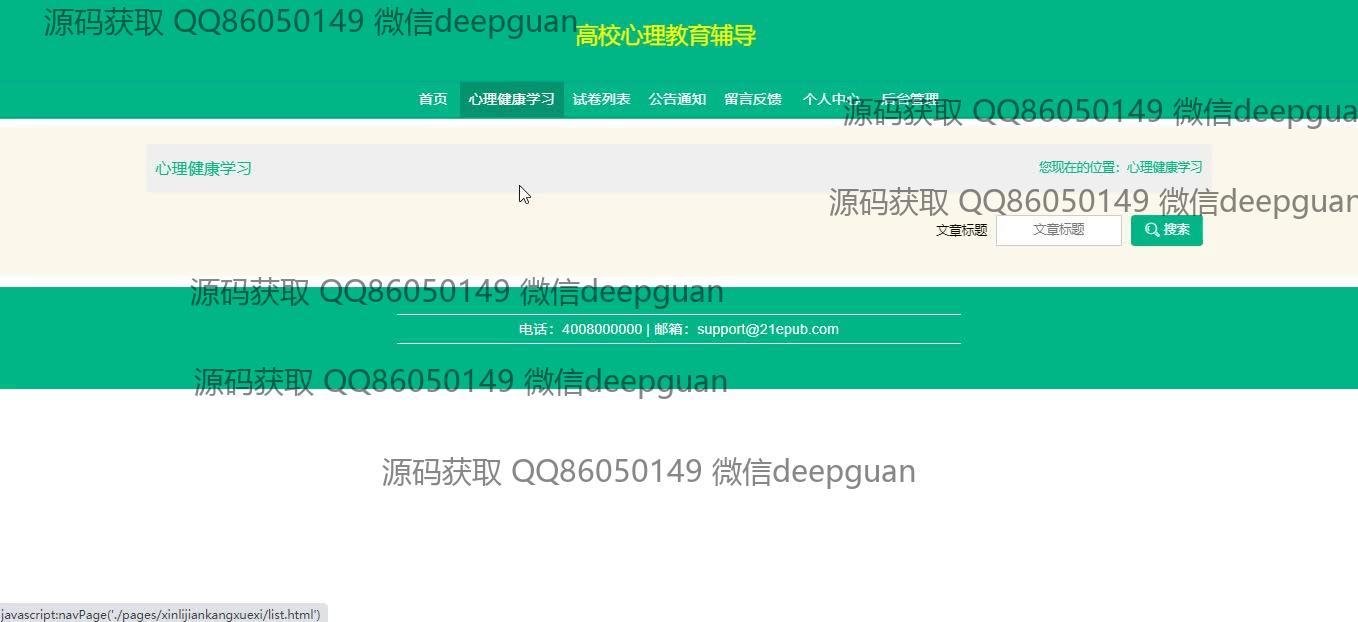 源码获取 QQ86050149 微信deepguan
高校心理教育辅导
首页 心理健康学习 试卷列表 公告通知 留言反馈 个人中心 后台管理
源码获取 QQ86050149 微信deepgua
心理健康学习 您现在的位置：心理健康学习
源码获取 QQ86050149 微信deepguan
文章标题 文章标题 搜索
源码获取 QQ86050149 微信deepguan
电话：4008000000 | 邮箱：support@21epub.com
源码获取 QQ86050149 微信deepguan
源码获取 QQ86050149 微信deepguan
javascript:navPage('./pages/xinlijiankangxuexi/list.html')